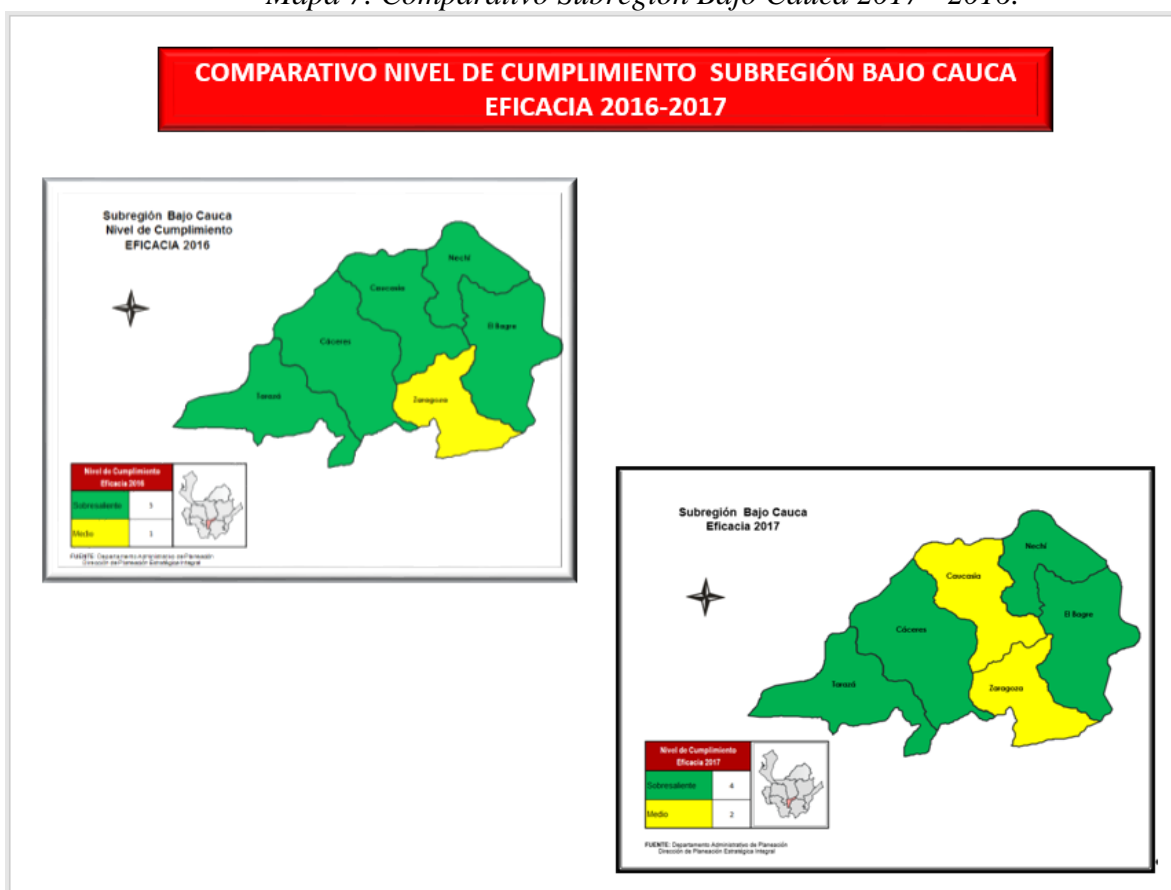 Mapa 7. Comparativo Subregión Bajo Cauca 2017 - 2016.
COMPARATIVO NIVEL DE CUMPLIMIENTO SUBREGIÓN BAJO CAUCA
EFICACIA 2016-2017
Subregión Bajo Cauca
Nivel de Cumplimiento
EFICACIA 2016
Nechí
Caucasia
El Bagre
Cáceres
Tarazá
Zaragoza
Nivel de Cumplimiento
Eficacia 2016
Sobresaliente
Medio 1
FUENTE: Departamento Administrativo de Planeación
Dirección de Planeación Estratégica Integral
Subregión Bajo Cauca
Eficacia 2017
Nechí
Caucasia
El Bagre
Cáceres
Tarazá
Zaragoza
Nivel de Cumplimiento
Eficacia 2017
Sobresaliente 4
Medio 2
FUENTE: Departamento Administrativo de Planeación
Dirección de Planeación Estratégica Integral